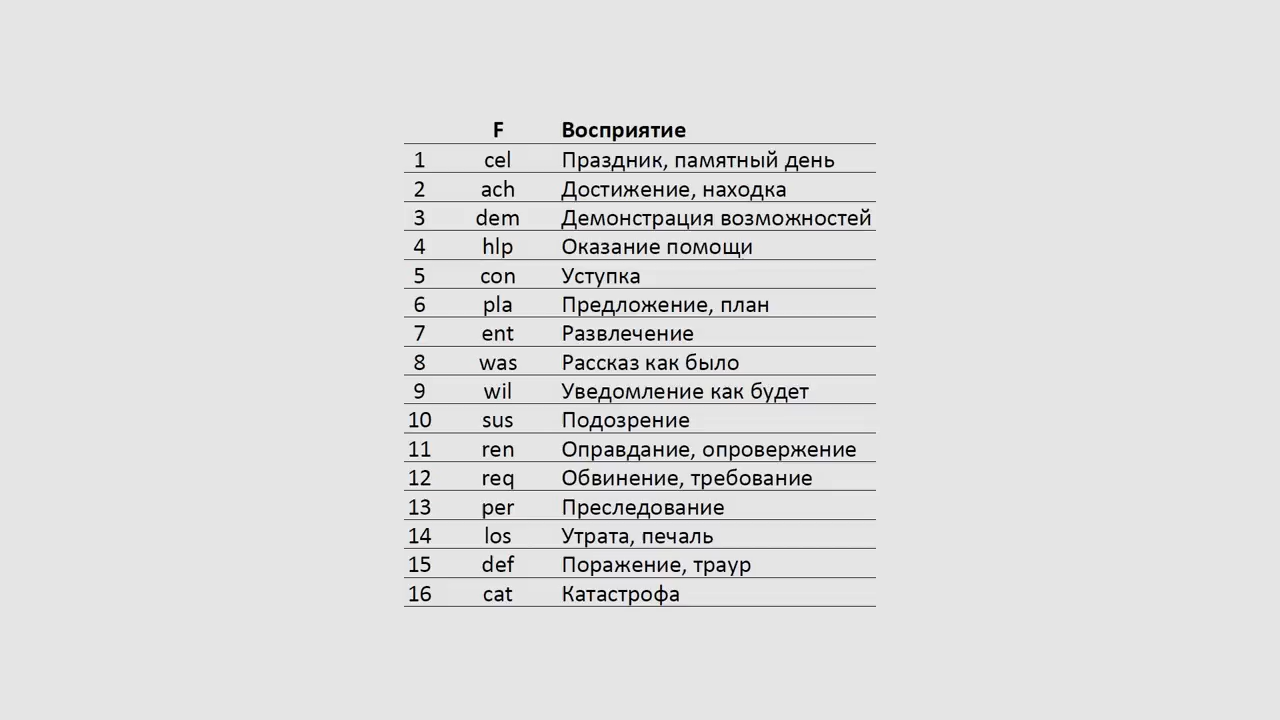 F Восприятие
1 cel Праздник, памятный день
2 ach Достижение, находка
3 dem Демонстрация возможностей
4 hlp Оказание помощи
5 con Уступка
6 pla Предложение, план
7 ent Развлечение
8 was Рассказ как было
9 wil Уведомление как будет
10 sus Подозрение
11 ren Оправдание, опровержение
12 req Обвинение, требование
13 per Преследование
14 los Утрата, печаль
15 def Поражение, траур
16 cat Катастрофа